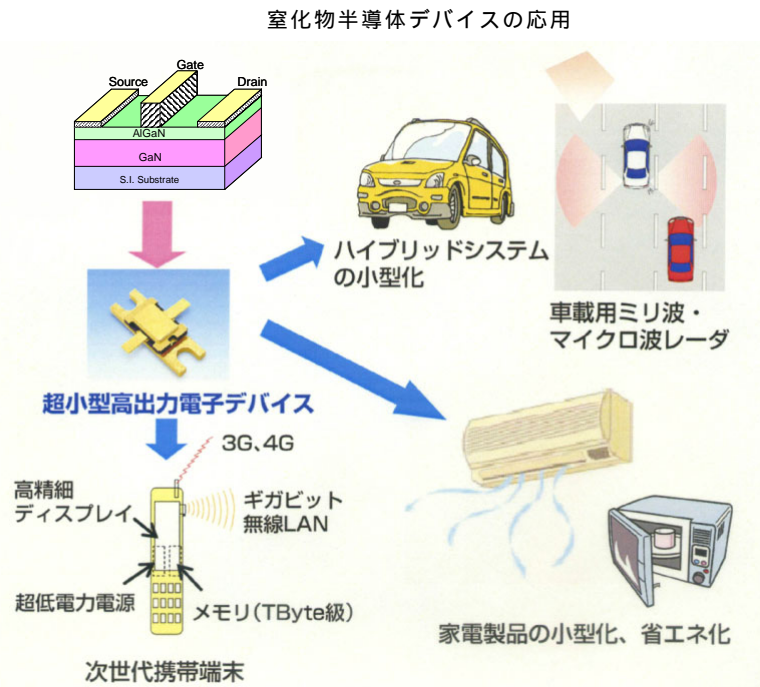 窒化物半導体デバイスの応用
Source
Gate
Drain
AlGaN
GaN
S.I. Substrate
ハイブリッドシステム
の小型化
車載用ミリ波・
マイクロ波レーダ
超小型高出力電子デバイス
3G、4G
高精細
ディスプレイ
ギガビット
無線LAN
超低電力電源
メモリ(TByte級)
次世代携帯端末
家電製品の小型化、省エネ化